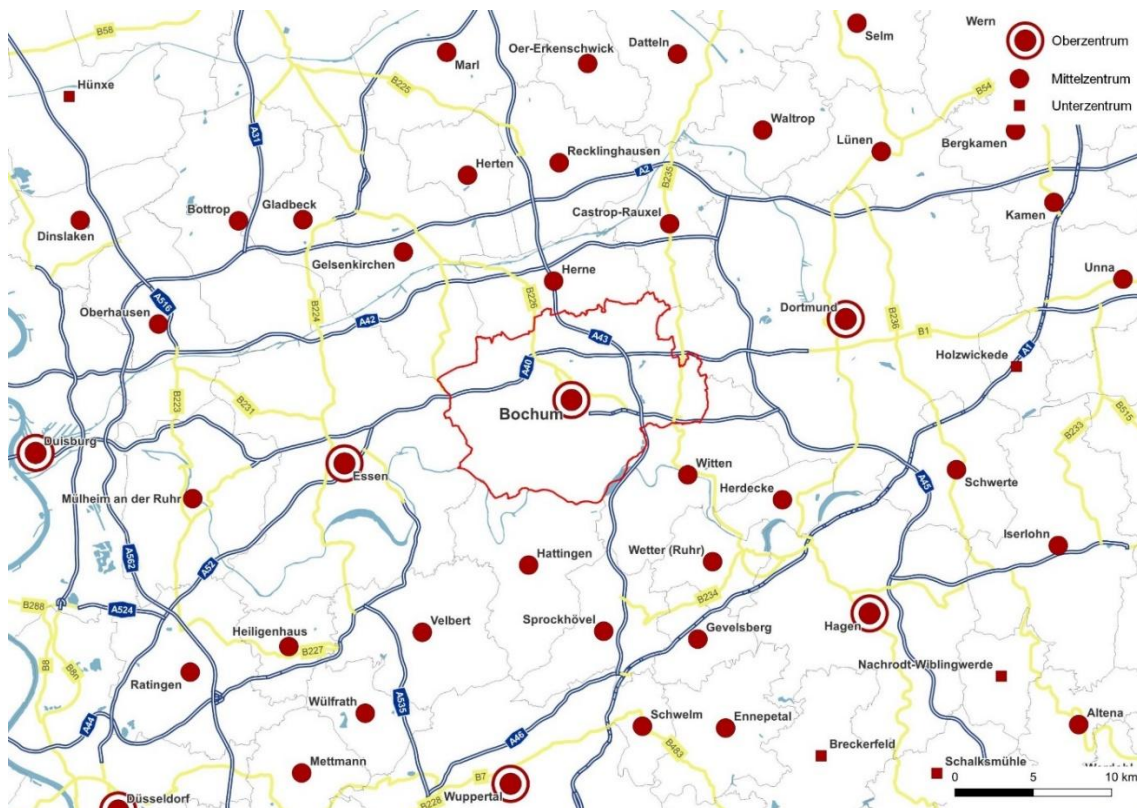 B58
Marl
Oer-Erkenschwick
Datteln
Selm
Wern
Oberzentrum
Mittelzentrum
Unterzentrum
Hünxe
A31
B225
B54
Waltrop
Lünen
Bergkamen
Recklinghausen
Herten
A2
B235
Kamen
Dinslaken
Bottrop
Gladbeck
Castrop-Rauxel
Gelsenkirchen
Herne
Unna
A516
Oberhausen
B224
A42
B226
Dortmund
B236
B1
A43
A40
Holzwickede
A1
B223
B231
Bochum
B233
B515
Duisburg
Essen
Witten
Herdecke
A45
Schwerte
Mülheim an der Ruhr
Iserlohn
A562
A52
Hattingen
Wetter (Ruhr)
B288
A524
B234
Velbert
Sprockhövel
Gevelsberg
Hagen
Heiligenhaus
B227
B8
B8n
Ratingen
Nachrodt-Wiblingwerde
Wülfrath
A535
A44
A46
Schwelm
Ennepetal
B483
Altena
Breckerfeld
Schalksmühle
Mettmann
B7
B228
Wuppertal
Düsseldorf
0 5 10 km